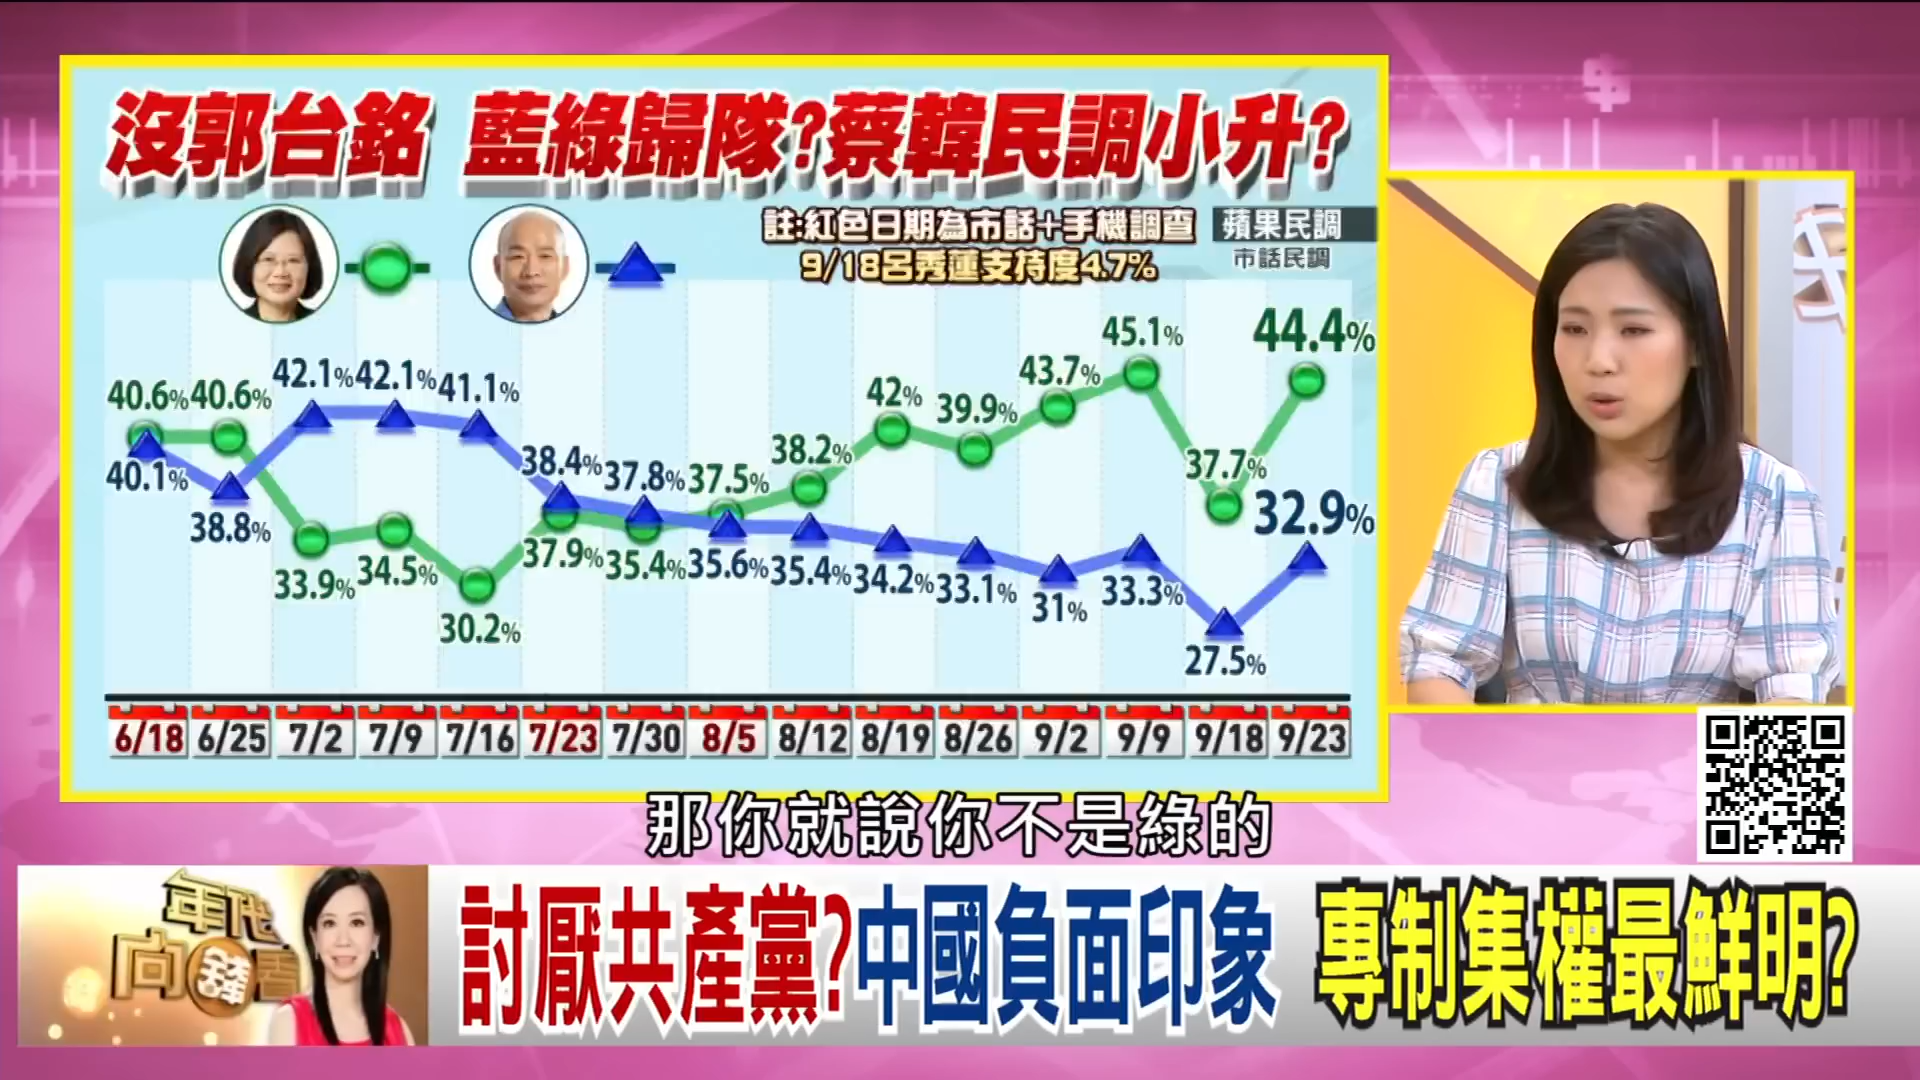 沒郭台銘 藍綠歸隊?蔡韓民調小升?
註:紅色日期為市話+手機調查
蘋果民調
9/18呂秀蓮支持度4.7%
市話民調
40.6% 40.6% 42.1% 42.1% 41.1% 38.4% 37.8% 37.5% 38.2% 42% 39.9% 43.7% 45.1% 37.7% 44.4%
40.1% 38.8% 33.9% 34.5% 30.2% 37.9% 35.4% 35.6% 35.4% 34.2% 33.1% 31% 33.3% 27.5% 32.9%
6/18 6/25 7/2 7/9 7/16 7/23 7/30 8/5 8/12 8/19 8/26 9/2 9/9 9/18 9/23
那你就說你不是綠的
年代
向錢看
討厭共產黨?中國負面印象 專制集權最鮮明?